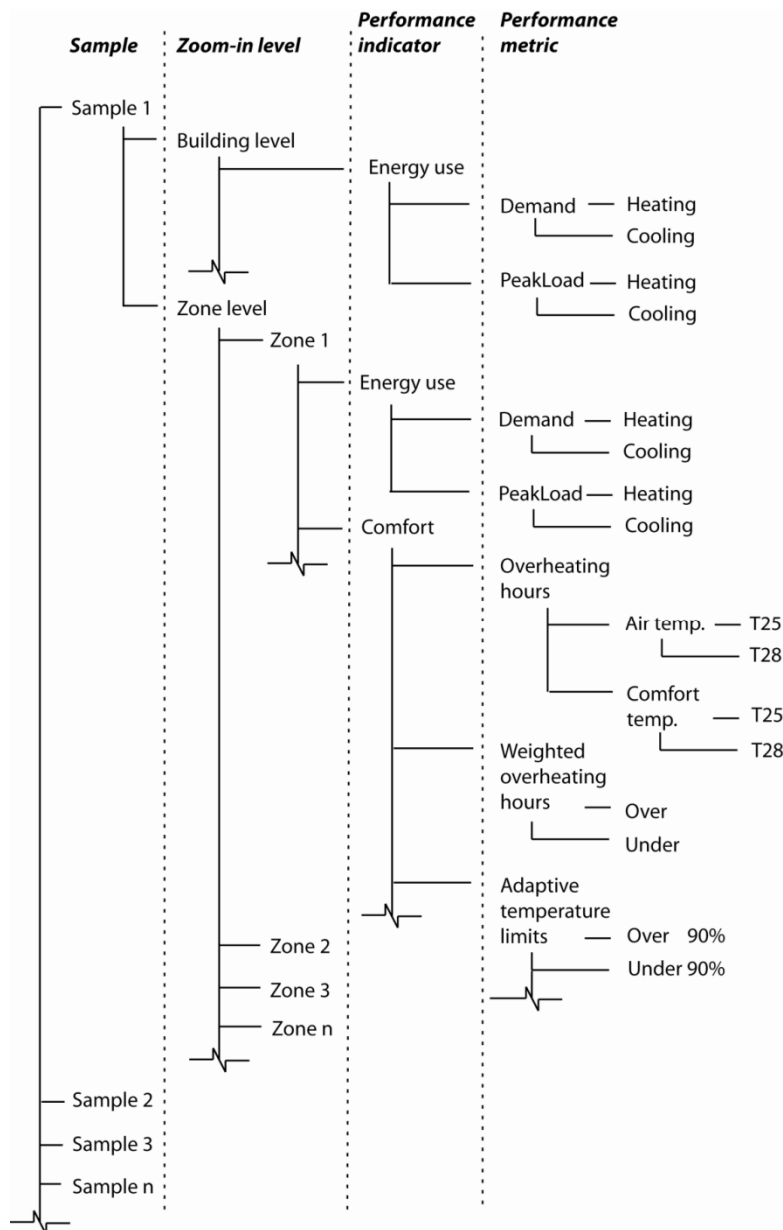 Sample
Zoom-in level
Performance
indicator
Performance
metric
Sample 1
Building level
Energy use
Demand
Heating
Cooling
PeakLoad
Heating
Cooling
Zone level
Zone 1
Energy use
Demand
Heating
Cooling
PeakLoad
Heating
Cooling
Comfort
Overheating
hours
Air temp.
T25
T28
Comfort
temp.
T25
T28
Weighted
overheating
hours
Over
Under
Adaptive
temperature
limits
Over 90%
Under 90%
Zone 2
Zone 3
Zone n
Sample 2
Sample 3
Sample n